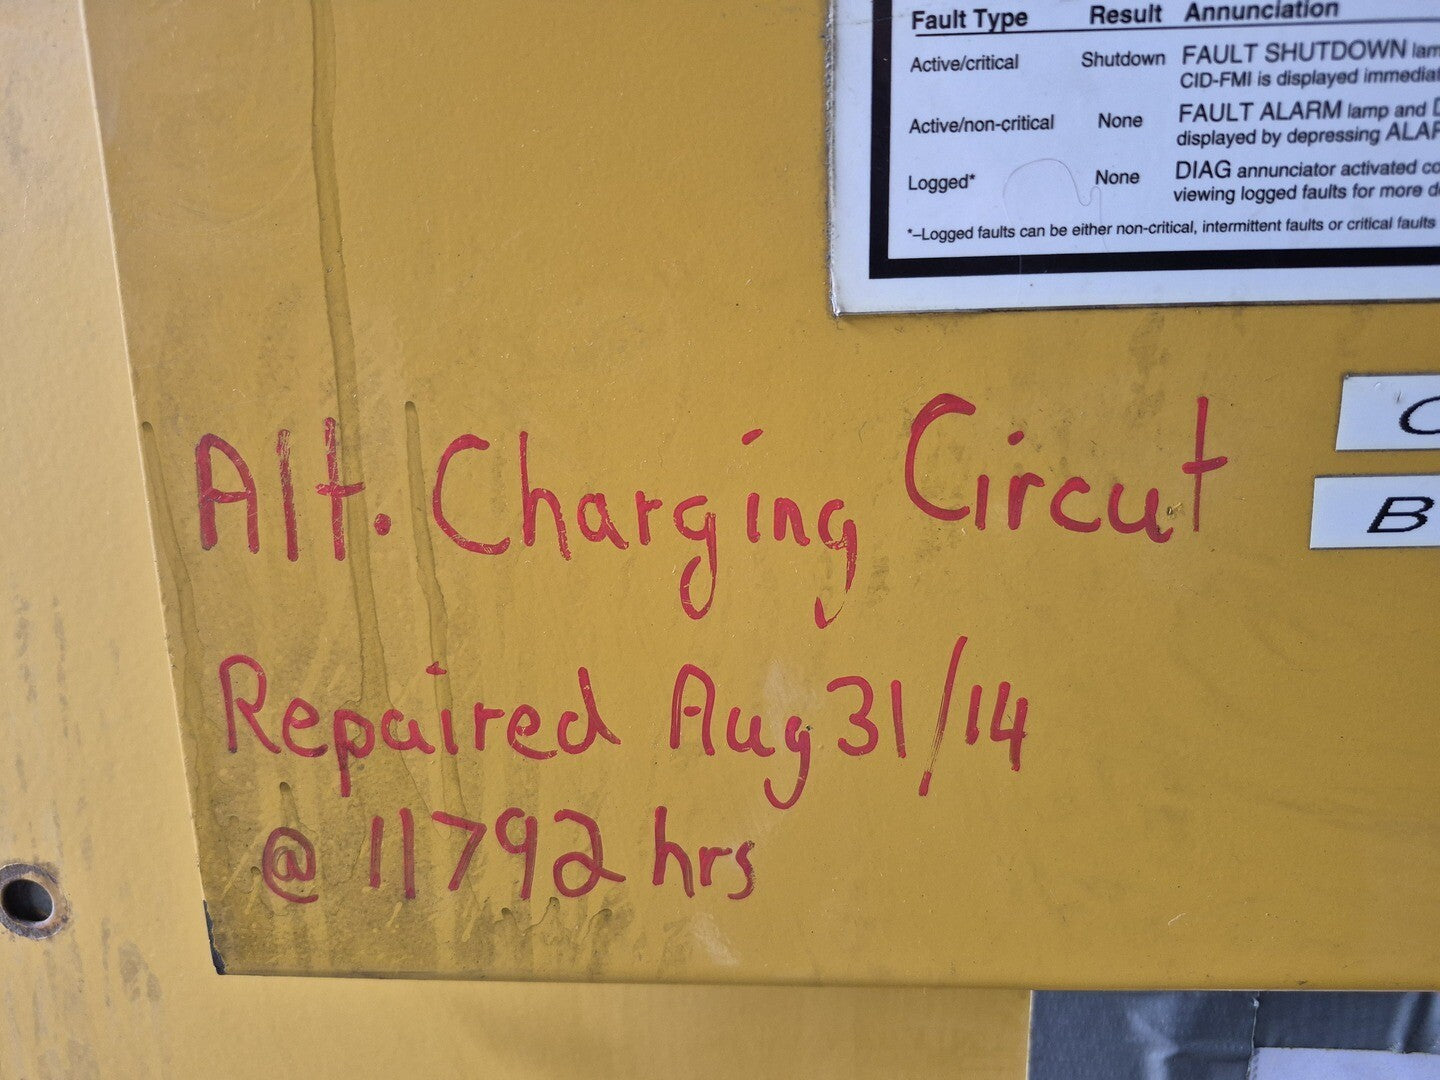 Fault Type Result Annunciation
Active/critical Shutdown FAULT SHUTDOWN
CID-FMI is displayed
Active/non-critical None FAULT ALARM lamp and
displayed by depressing
Logged* None DIAG annunciator activated
viewing logged faults for more
*–Logged faults can be either non-critical, intermittent faults or critical faults
B
Alt. Charging Circut
Repaired Aug 31/14
@ 11792 hrs